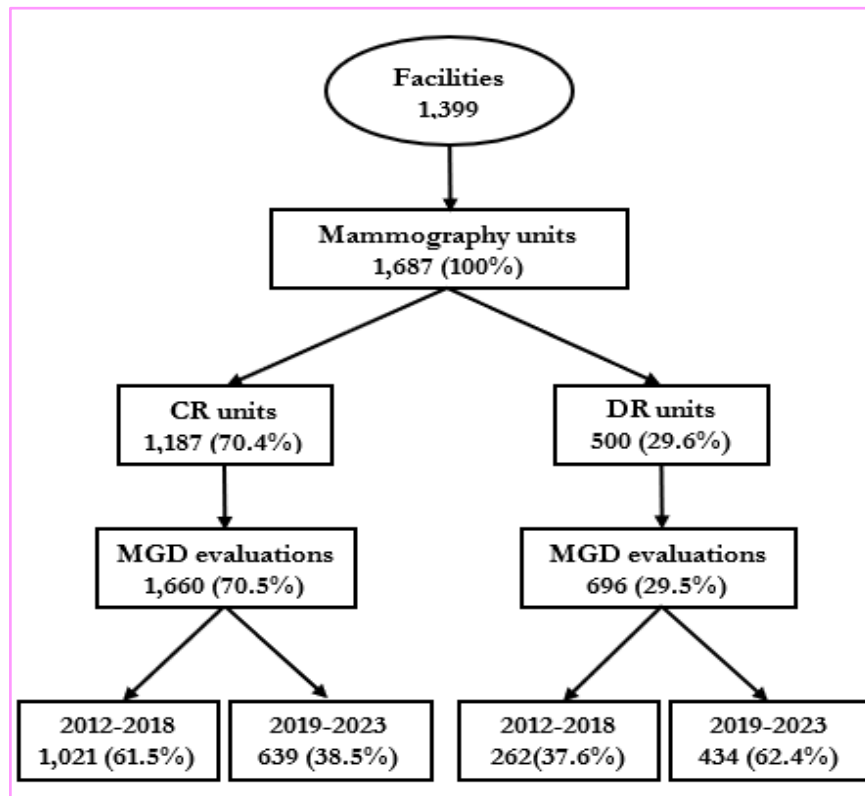 Facilities
1,399
Mammography units
1,687 (100%)
CR units
1,187 (70.4%)
DR units
500 (29.6%)
MGD evaluations
1,660 (70.5%)
MGD evaluations
696 (29.5%)
2012-2018
1,021 (61.5%)
2019-2023
639 (38.5%)
2012-2018
262(37.6%)
2019-2023
434 (62.4%)